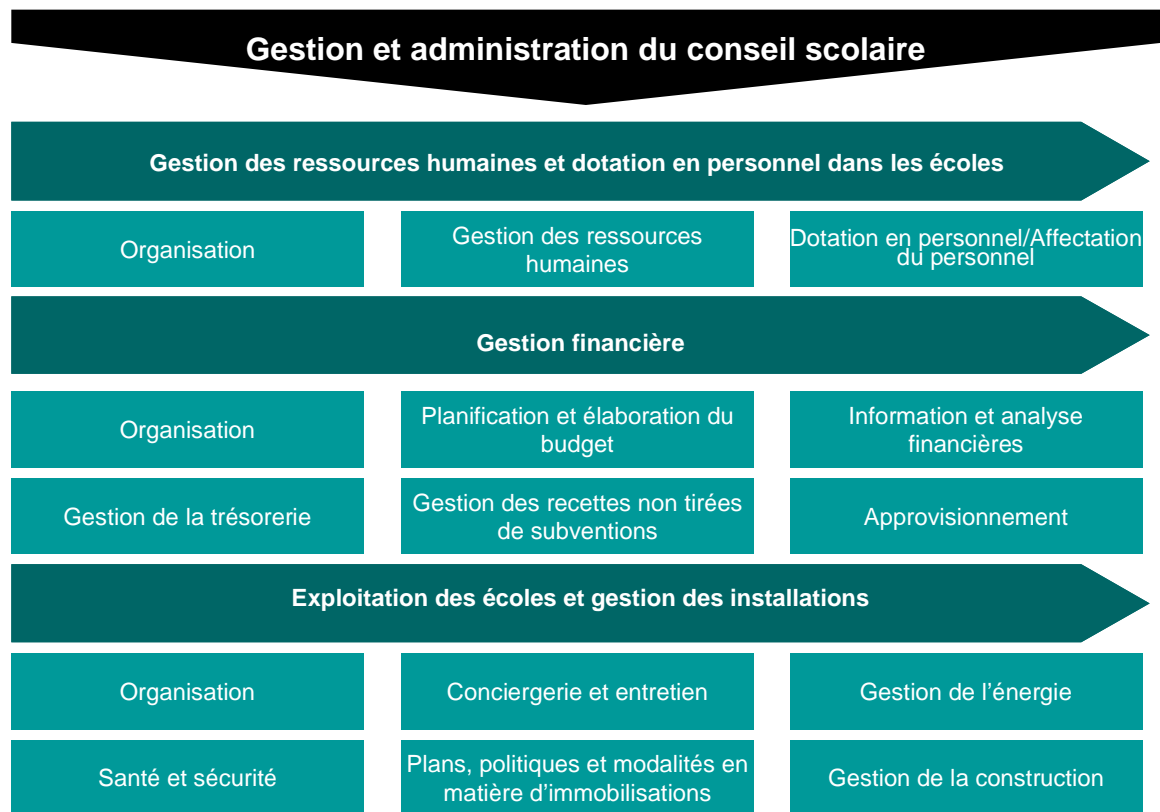 Gestion et administration du conseil scolaire
Gestion des ressources humaines et dotation en personnel dans les écoles
Organisation
Gestion des ressources
humaines
Dotation en personnel/Affectation
du personnel
Gestion financière
Organisation
Planification et élaboration du
budget
Information et analyse
financières
Gestion de la trésorerie
Gestion des recettes non tirées
de subventions
Approvisionnement
Exploitation des écoles et gestion des installations
Organisation
Conciergerie et entretien
Gestion de l’énergie
Santé et sécurité
Plans, politiques et modalités en
matière d’immobilisations
Gestion de la construction